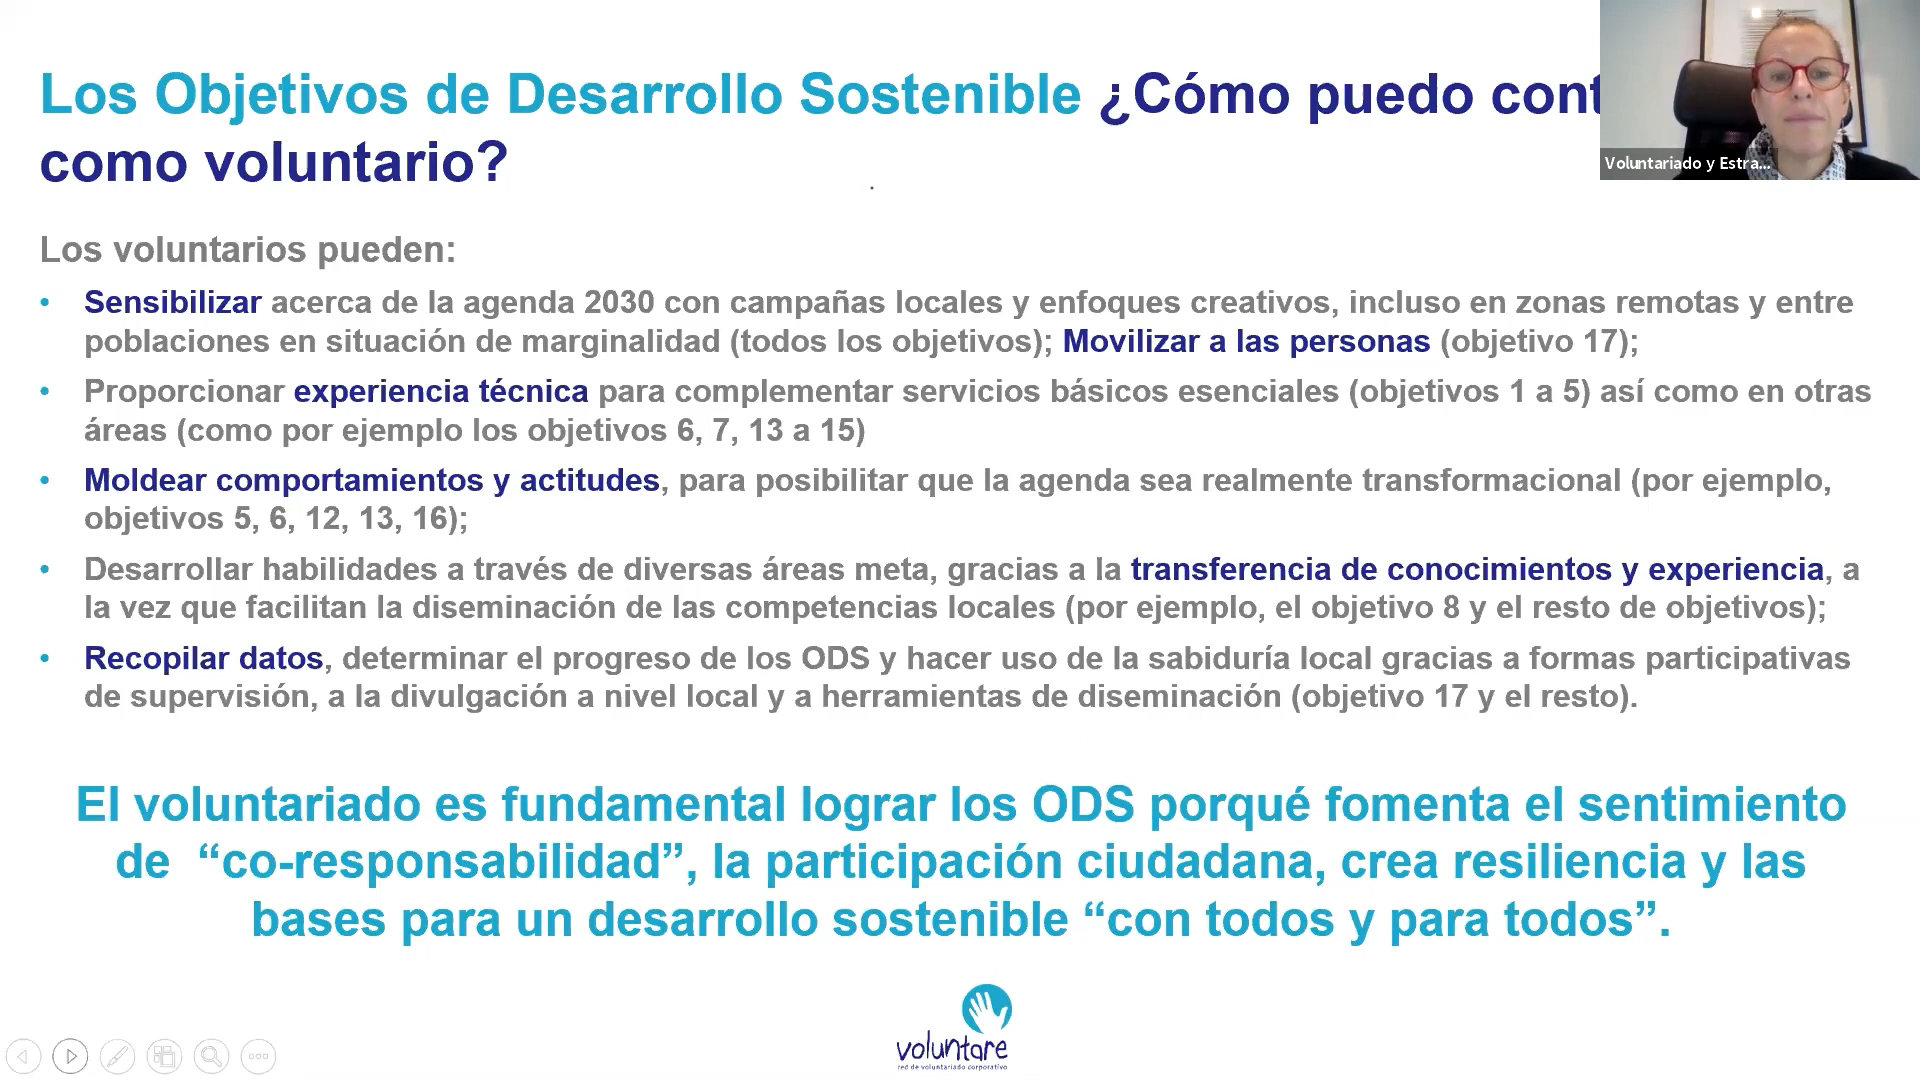 Los Objetivos de Desarrollo Sostenible ¿Cómo puedo cont
como voluntario?
Voluntariado y Estra...
Los voluntarios pueden:
• Sensibilizar acerca de la agenda 2030 con campañas locales y enfoques creativos, incluso en zonas remotas y entre
poblaciones en situación de marginalidad (todos los objetivos); Movilizar a las personas (objetivo 17);
• Proporcionar experiencia técnica para complementar servicios básicos esenciales (objetivos 1 a 5) así como en otras
áreas (como por ejemplo los objetivos 6, 7, 13 a 15)
• Moldear comportamientos y actitudes, para posibilitar que la agenda sea realmente transformacional (por ejemplo,
objetivos 5, 6, 12, 13, 16);
• Desarrollar habilidades a través de diversas áreas meta, gracias a la transferencia de conocimientos y experiencia, a
la vez que facilitan la diseminación de las competencias locales (por ejemplo, el objetivo 8 y el resto de objetivos);
• Recopilar datos, determinar el progreso de los ODS y hacer uso de la sabiduría local gracias a formas participativas
de supervisión, a la divulgación a nivel local y a herramientas de diseminación (objetivo 17 y el resto).
El voluntariado es fundamental lograr los ODS porqué fomenta el sentimiento
de “co-responsabilidad”, la participación ciudadana, crea resiliencia y las
bases para un desarrollo sostenible “con todos y para todos”.
voluntare
red de voluntariado corporativo